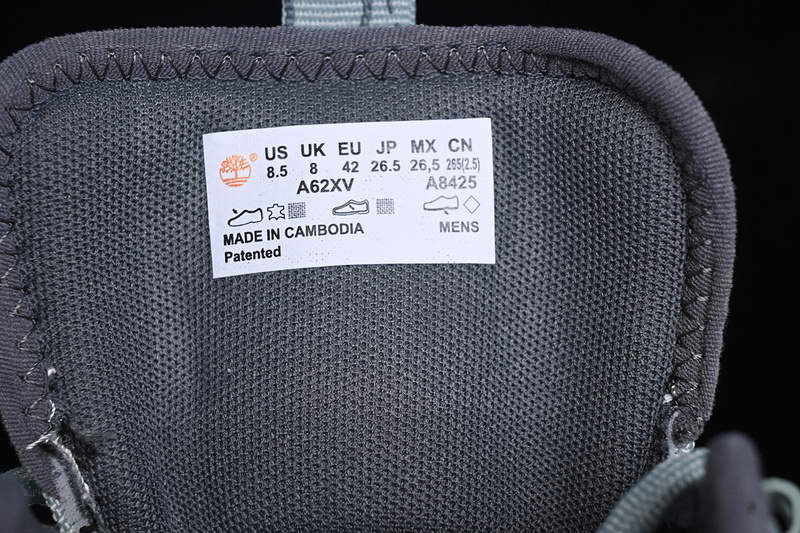 US UK EU JP MX CN
8.5 8 42 26.5 26,5 265(2.5)
A62XV A8425
MADE IN CAMBODIA MENS
Patented